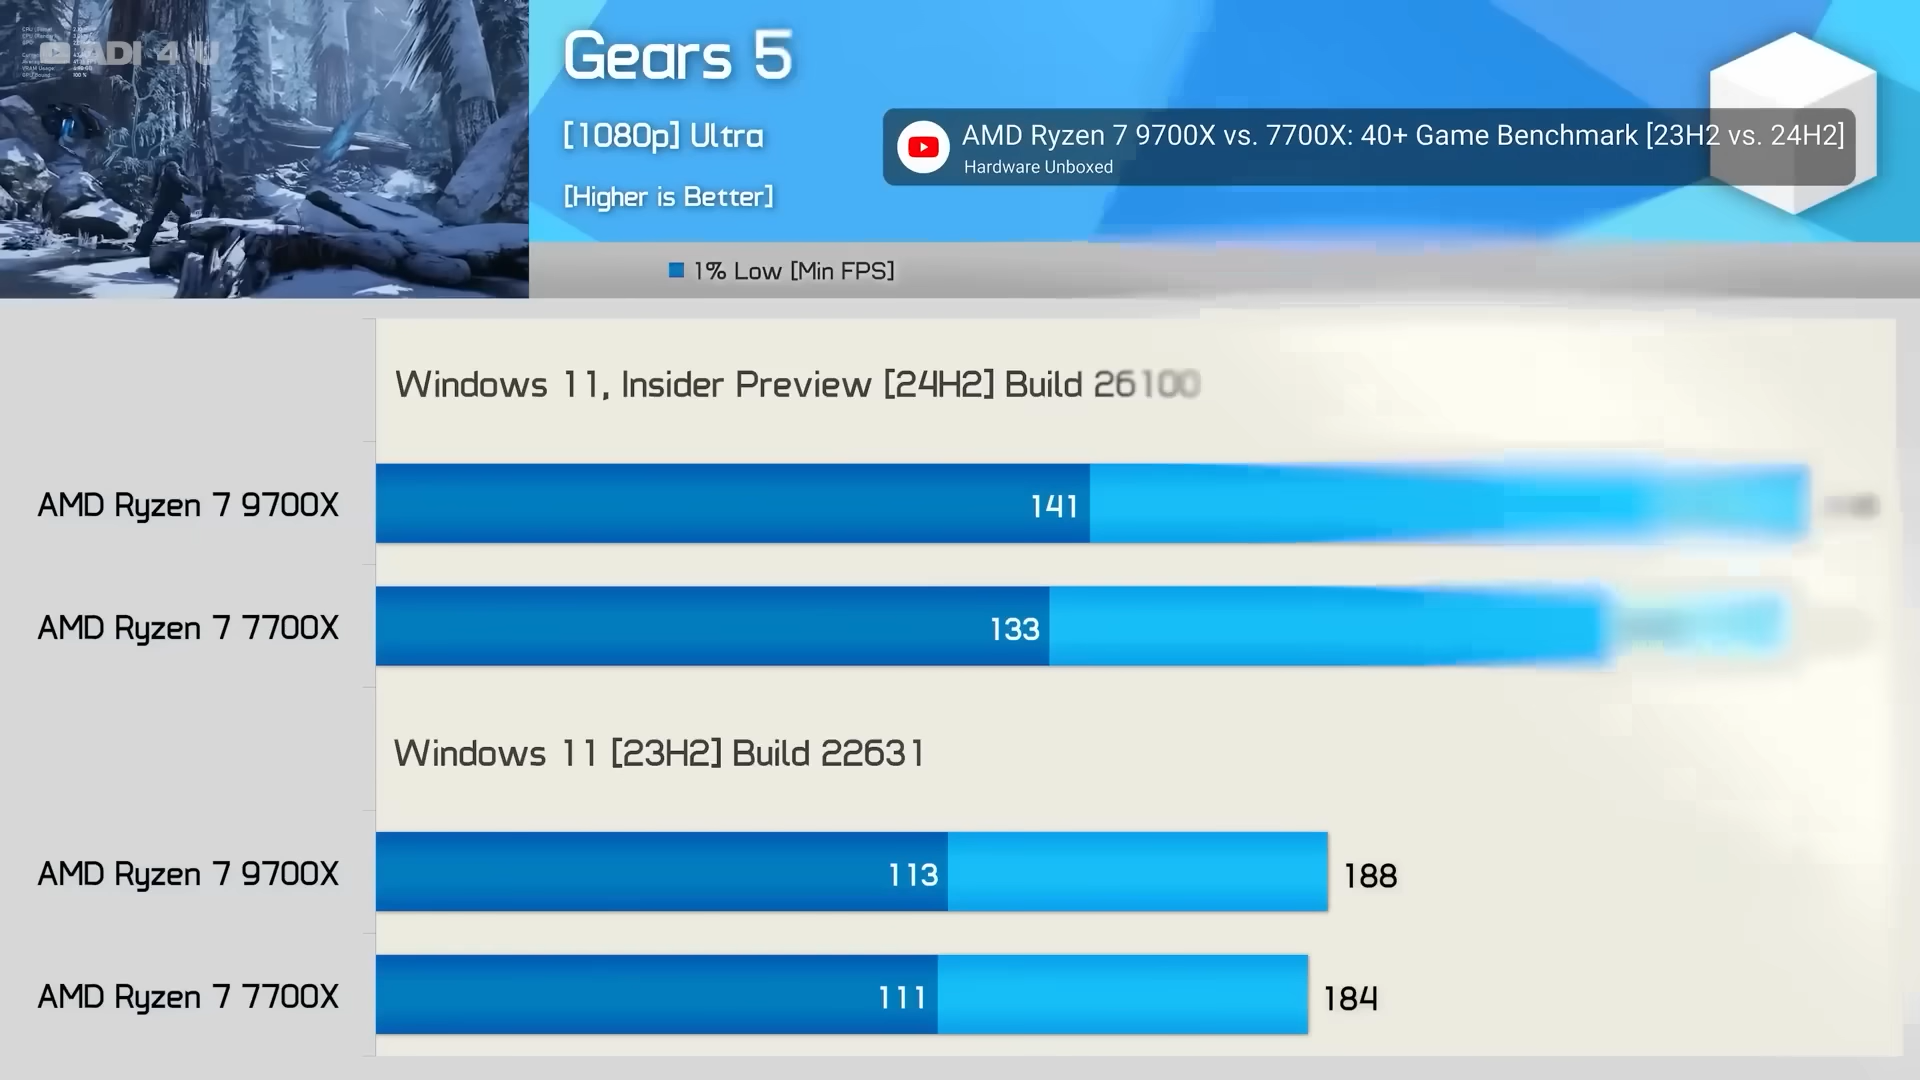 ADI 4 U
Gears 5
[1080p] Ultra
[Higher is Better]
AMD Ryzen 7 9700X vs. 7700X: 40+ Game Benchmark [23H2 vs. 24H2]
Hardware Unboxed
1% Low [Min FPS]
Windows 11, Insider Preview [24H2] Build 26100
AMD Ryzen 7 9700X 141
AMD Ryzen 7 7700X 133
Windows 11 [23H2] Build 22631
AMD Ryzen 7 9700X 113 188
AMD Ryzen 7 7700X 111 184